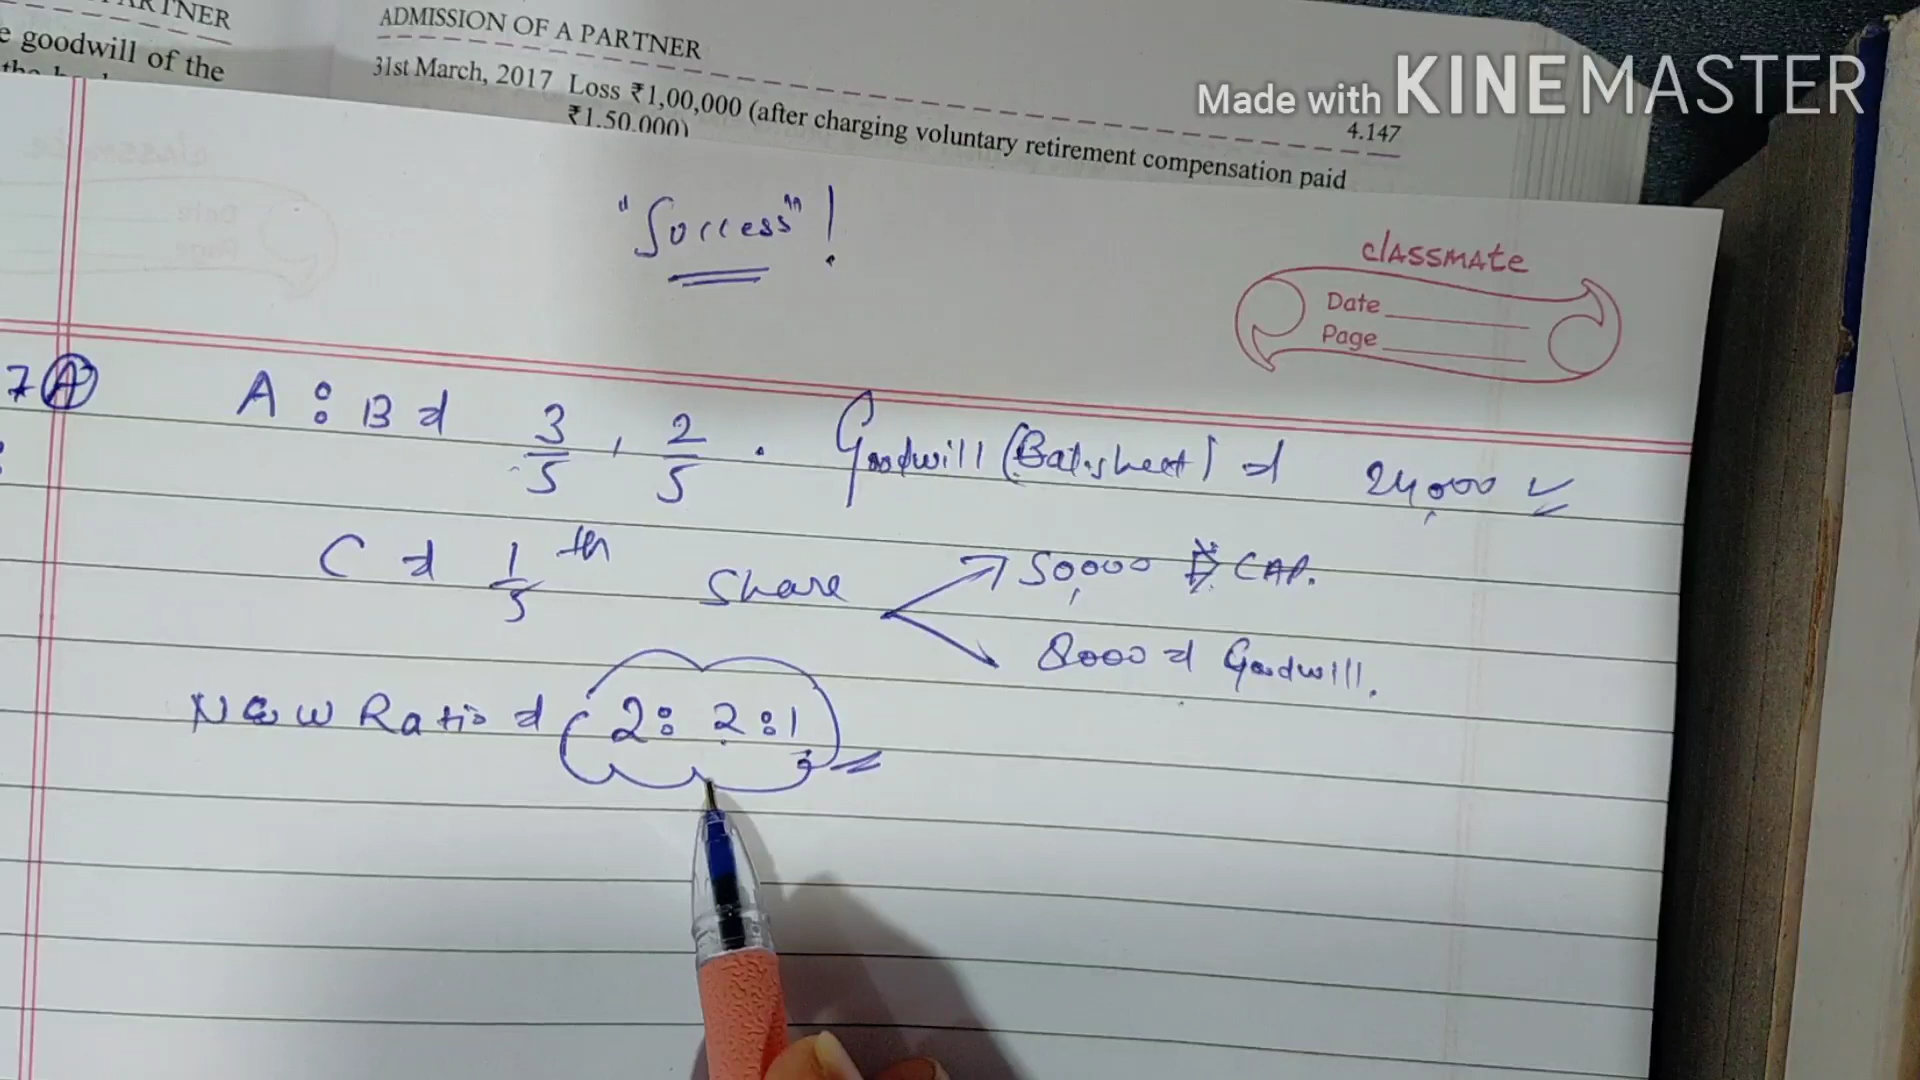 PARTNER
e goodwill of the
ADMISSION OF A PARTNER
4.147
31st March, 2017 Loss ₹1,00,000 (after charging voluntary retirement compensation paid
₹1,50,000)
Made with KINEMASTER
"Success"!
classmate
Date
Page
7 A A : B 3/5, 2/5. Goodwill (Bal. sheet) 24,000
C 1/5th Share 50,000 CAP.
8000 Goodwill.
New Ratio 2:2:1